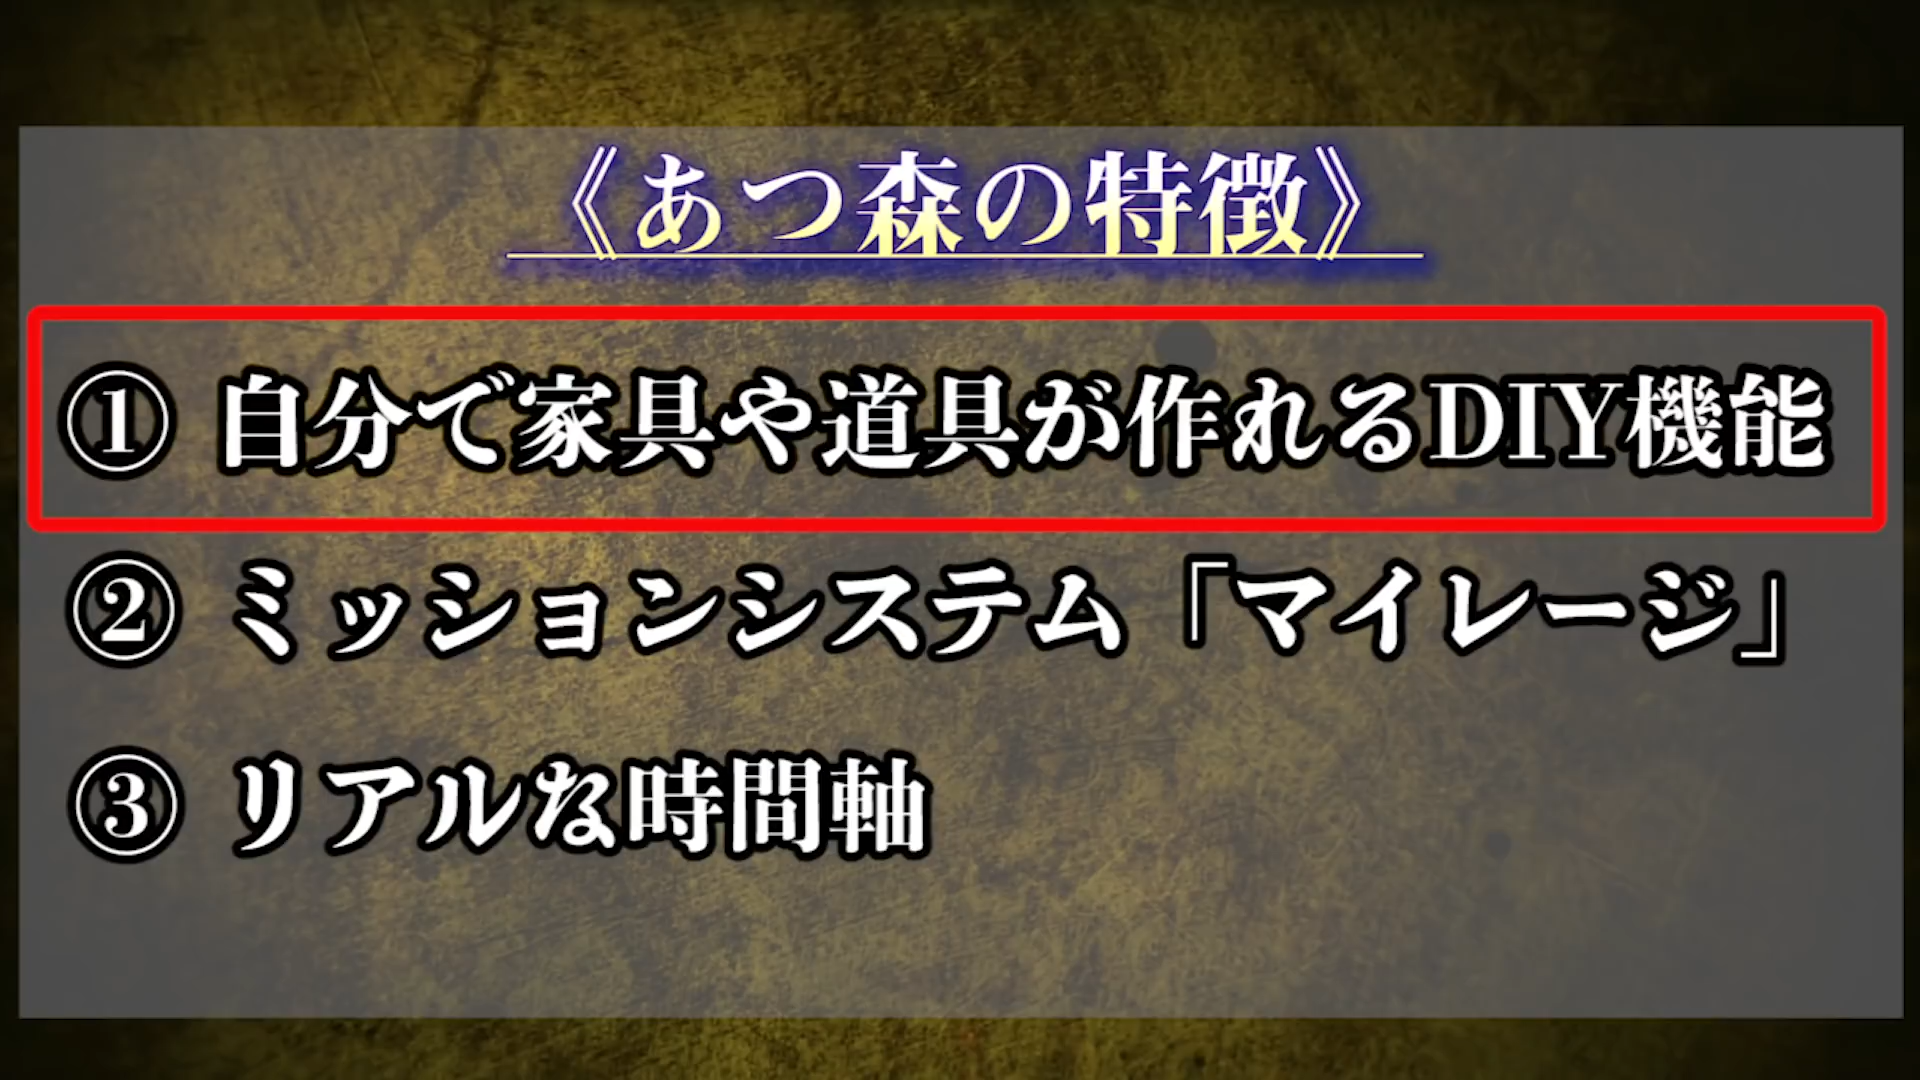 《あつ森の特徴》
① 自分で家具や道具が作れるDIY機能
② ミッションシステム「マイレージ」
③ リアルな時間軸